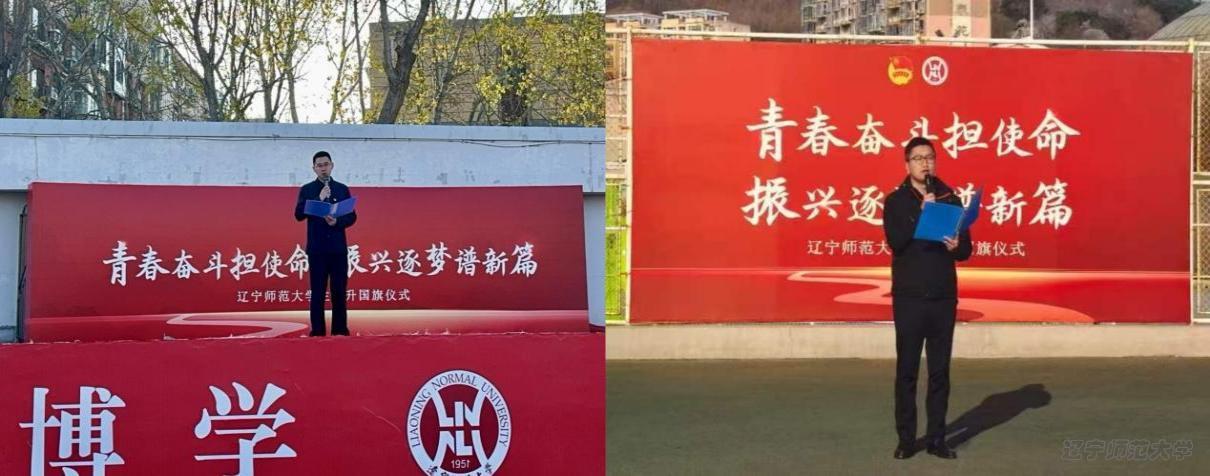 青春奋斗担使命 振兴逐梦谱新篇
辽宁师范大学主 升国旗仪式
博学
LIAONING NORMAL UNIVERSITY
1951
青春奋斗担使命
振兴逐 谱新篇
辽宁师范大 旗仪式
辽宁师范大学